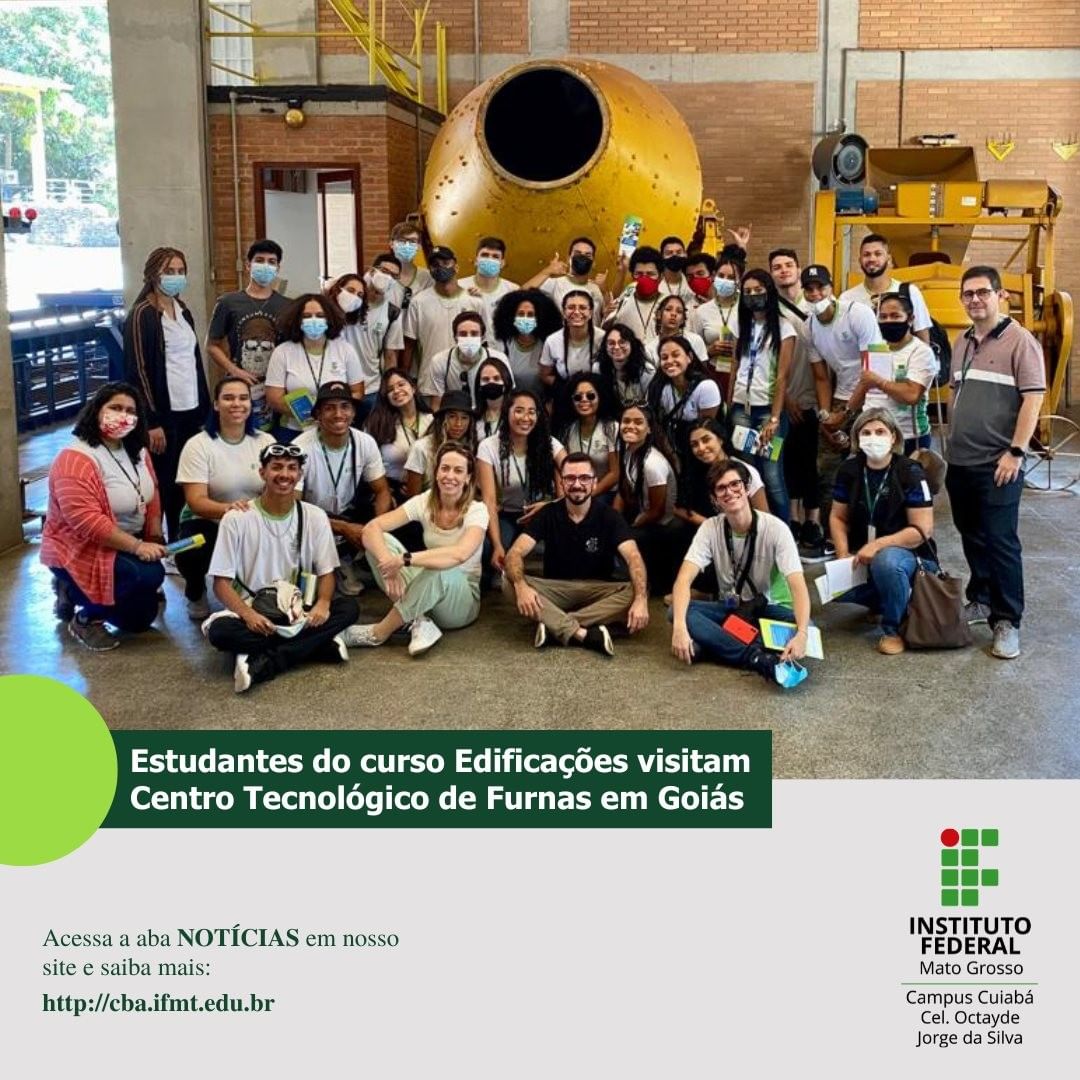 Estudantes do curso Edificações visitam
Centro Tecnológico de Furnas em Goiás
Acessa a aba NOTÍCIAS em nosso
site e saiba mais:
http://cba.ifmt.edu.br
INSTITUTO
FEDERAL
Mato Grosso
Campus Cuiabá
Cel. Octayde
Jorge da Silva